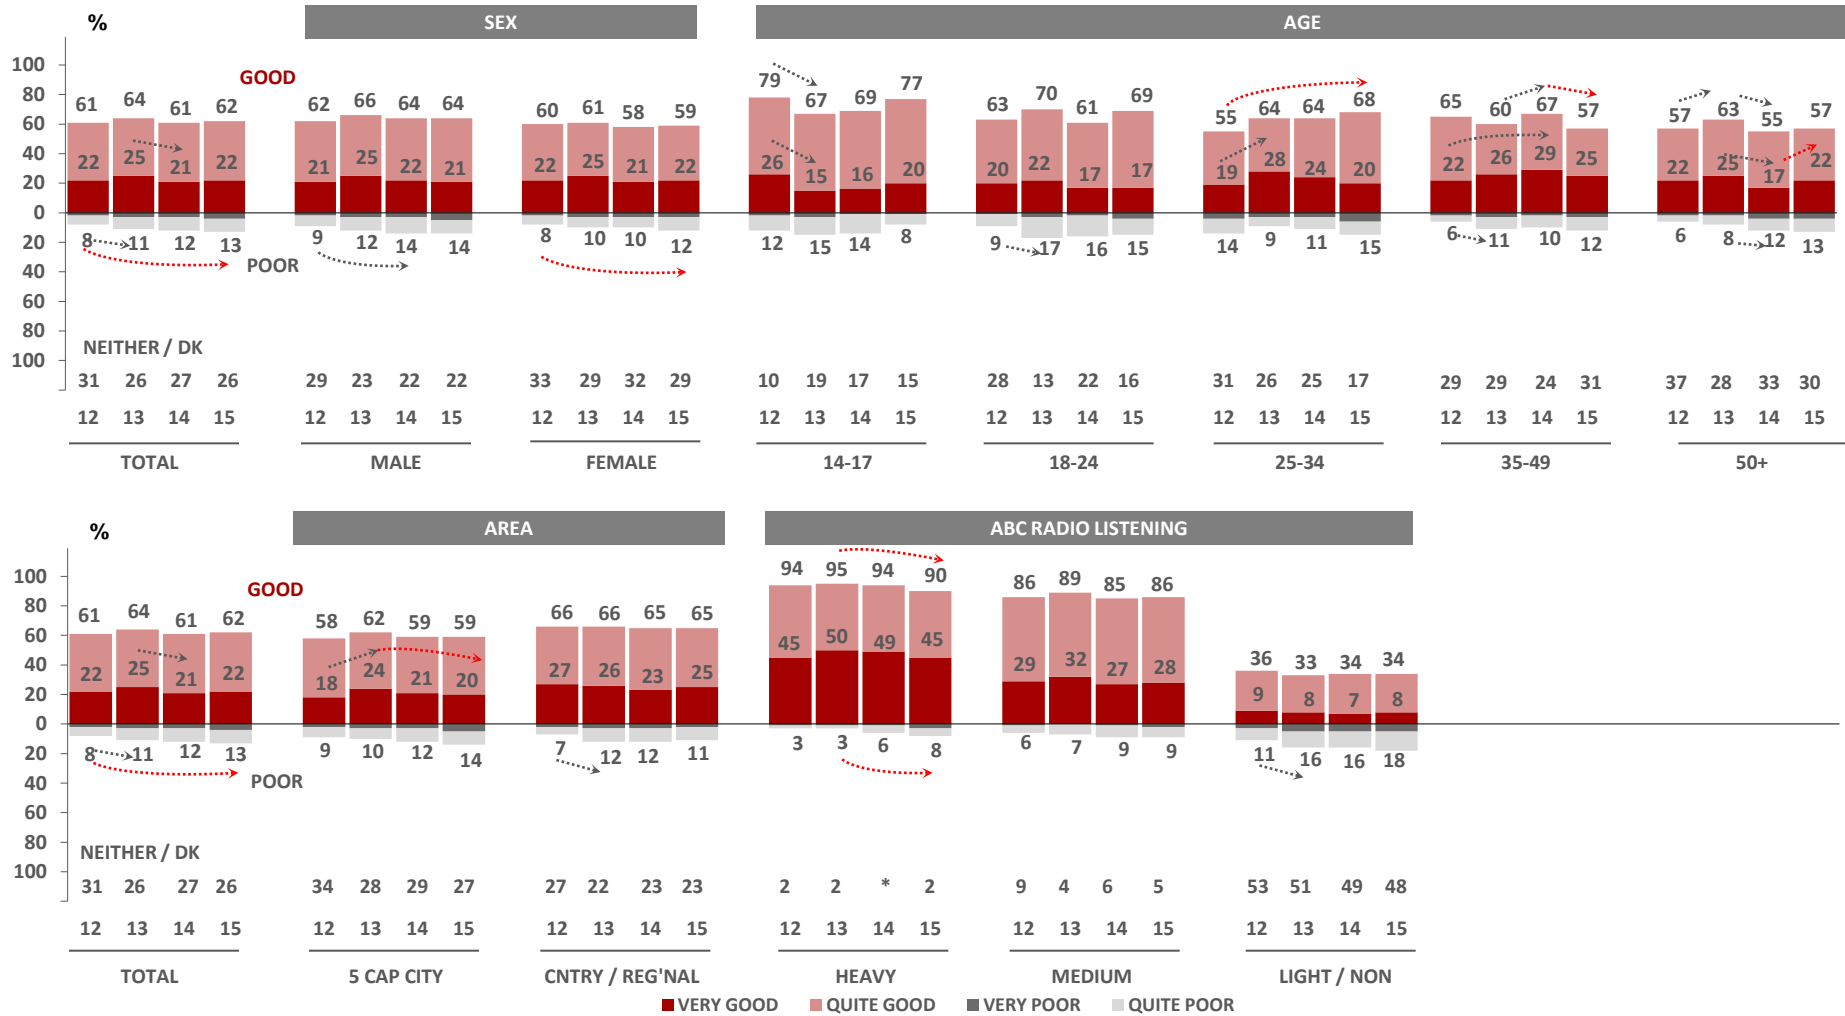 % SEX AGE
100
80
60
40
20
0
20
40
60
80
100
GOOD
POOR
61 64 61 62 62 66 64 64 60 61 58 59 79 67 69 77 63 70 61 69 55 64 64 68 65 60 67 57 57 63 55 57
22 25 21 22 21 25 22 21 22 25 21 22 26 15 16 20 20 22 17 17 19 28 24 20 22 26 29 25 22 25 17 22
8 11 12 13 9 12 14 14 8 10 10 12 12 15 14 8 9 17 16 15 14 9 11 15 6 11 10 12 6 8 12 13
NEITHER / DK
31 26 27 26 29 23 22 22 33 29 32 29 10 19 17 15 28 13 22 16 31 26 25 17 29 29 24 31 37 28 33 30
12 13 14 15 12 13 14 15 12 13 14 15 12 13 14 15 12 13 14 15 12 13 14 15 12 13 14 15 12 13 14 15
TOTAL MALE FEMALE 14-17 18-24 25-34 35-49 50+
% AREA ABC RADIO LISTENING
100
80
60
40
20
0
20
40
60
80
100
GOOD
POOR
61 64 61 62 58 62 59 59 66 66 65 65 94 95 94 90 86 89 85 86 36 33 34 34
22 25 21 22 18 24 21 20 27 26 23 25 45 50 49 45 29 32 27 28 9 8 7 8
8 11 12 13 9 10 12 14 7 12 12 11 3 3 6 8 6 7 9 9 11 16 16 18
NEITHER / DK
31 26 27 26 34 28 29 27 27 22 23 23 2 2 * 2 9 4 6 5 53 51 49 48
12 13 14 15 12 13 14 15 12 13 14 15 12 13 14 15 12 13 14 15 12 13 14 15
TOTAL 5 CAP CITY CNTRY / REG'NAL HEAVY MEDIUM LIGHT / NON
VERY GOOD QUITE GOOD VERY POOR QUITE POOR